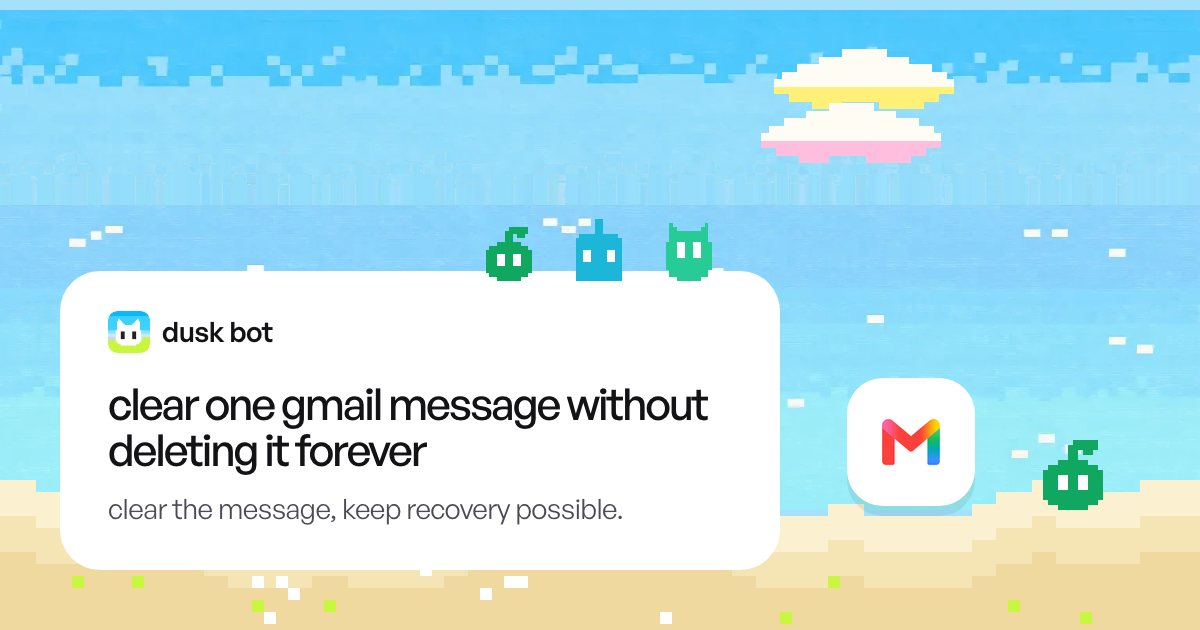 dusk bot
clear one gmail message without
deleting it forever
clear the message, keep recovery possible.